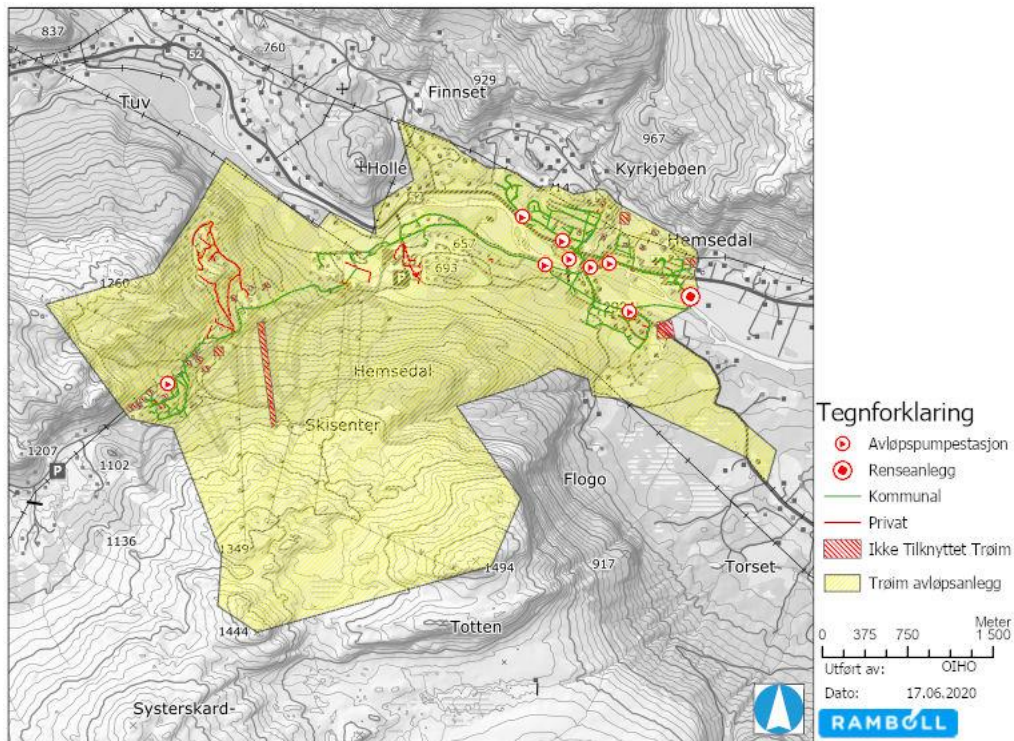 837
52
760
929
Finnset
Tuv
967
Holle
Kyrkjebøen
714
Hemsedal
657
693
P
1260
Hemsedal
Skisenter
1207
P
1102
Flogo
1136
1349
917
1494
Torset
1444
Totten
Systerskard-
Tegnforklaring
Avløpspumpestasjon
Renseanlegg
Kommunal
Privat
Ikke Tilknyttet Trøim
Trøim avløpsanlegg
Meter
0 375 750 1 500
Utført av: OIHO
Dato: 17.06.2020
RAMBOLL